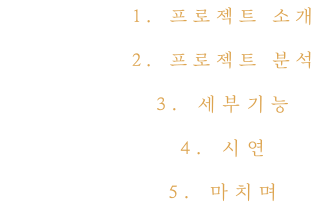 1. 프로젝트 소개
2. 프로젝트 분석
3. 세부기능
4. 시연
5. 마치며